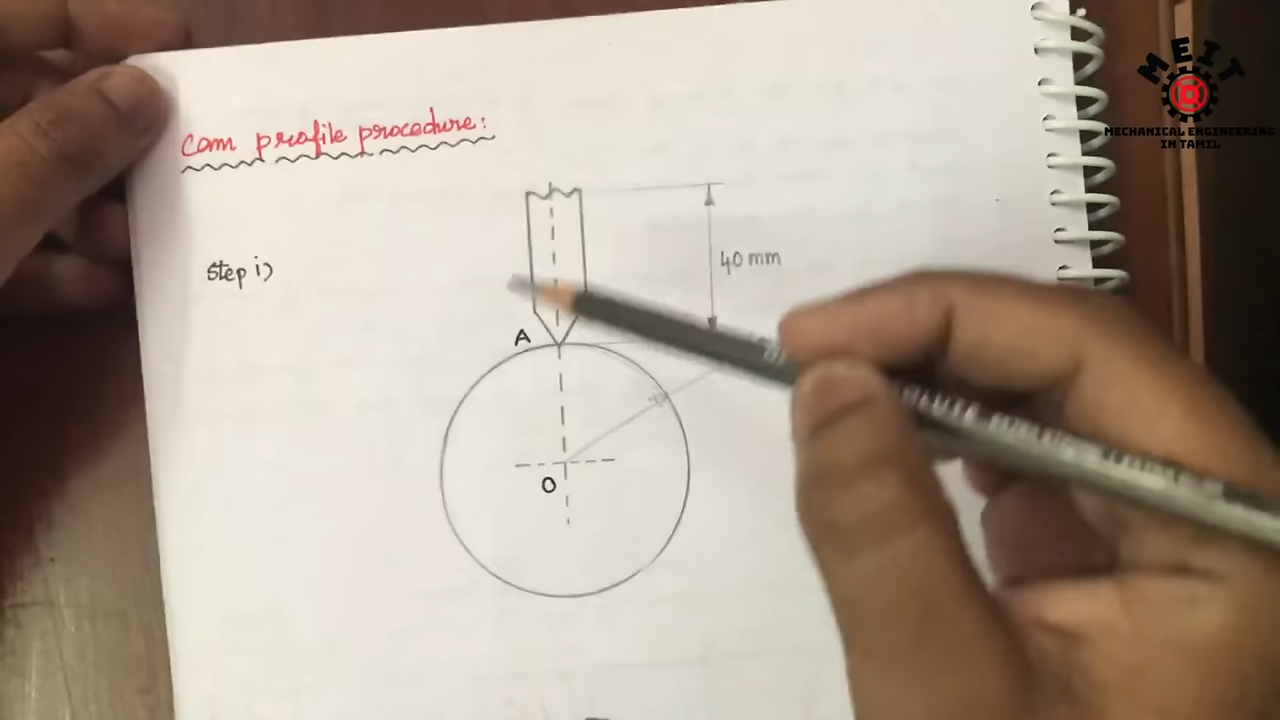 MEIT
MECHANICAL ENGINEERING
IN TAMIL
Cam profile procedure:
Step i)
40 mm
A
O